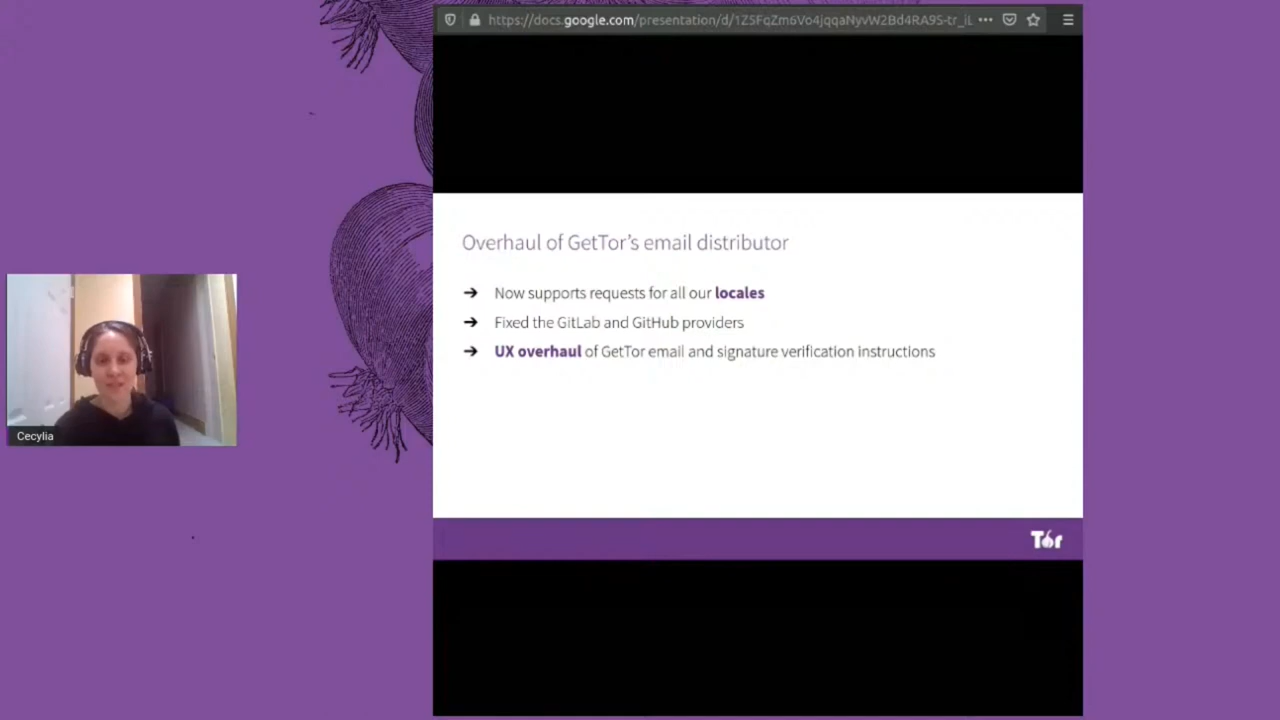 https://docs.google.com/presentation/d/1Z5FqZm6Vo4jqqaNyvW2Bd4RA9S-tr_iL
Overhaul of GetTor's email distributor
➔ Now supports requests for all our locales
➔ Fixed the GitLab and GitHub providers
➔ UX overhaul of GetTor email and signature verification instructions
Cecylia
Tor